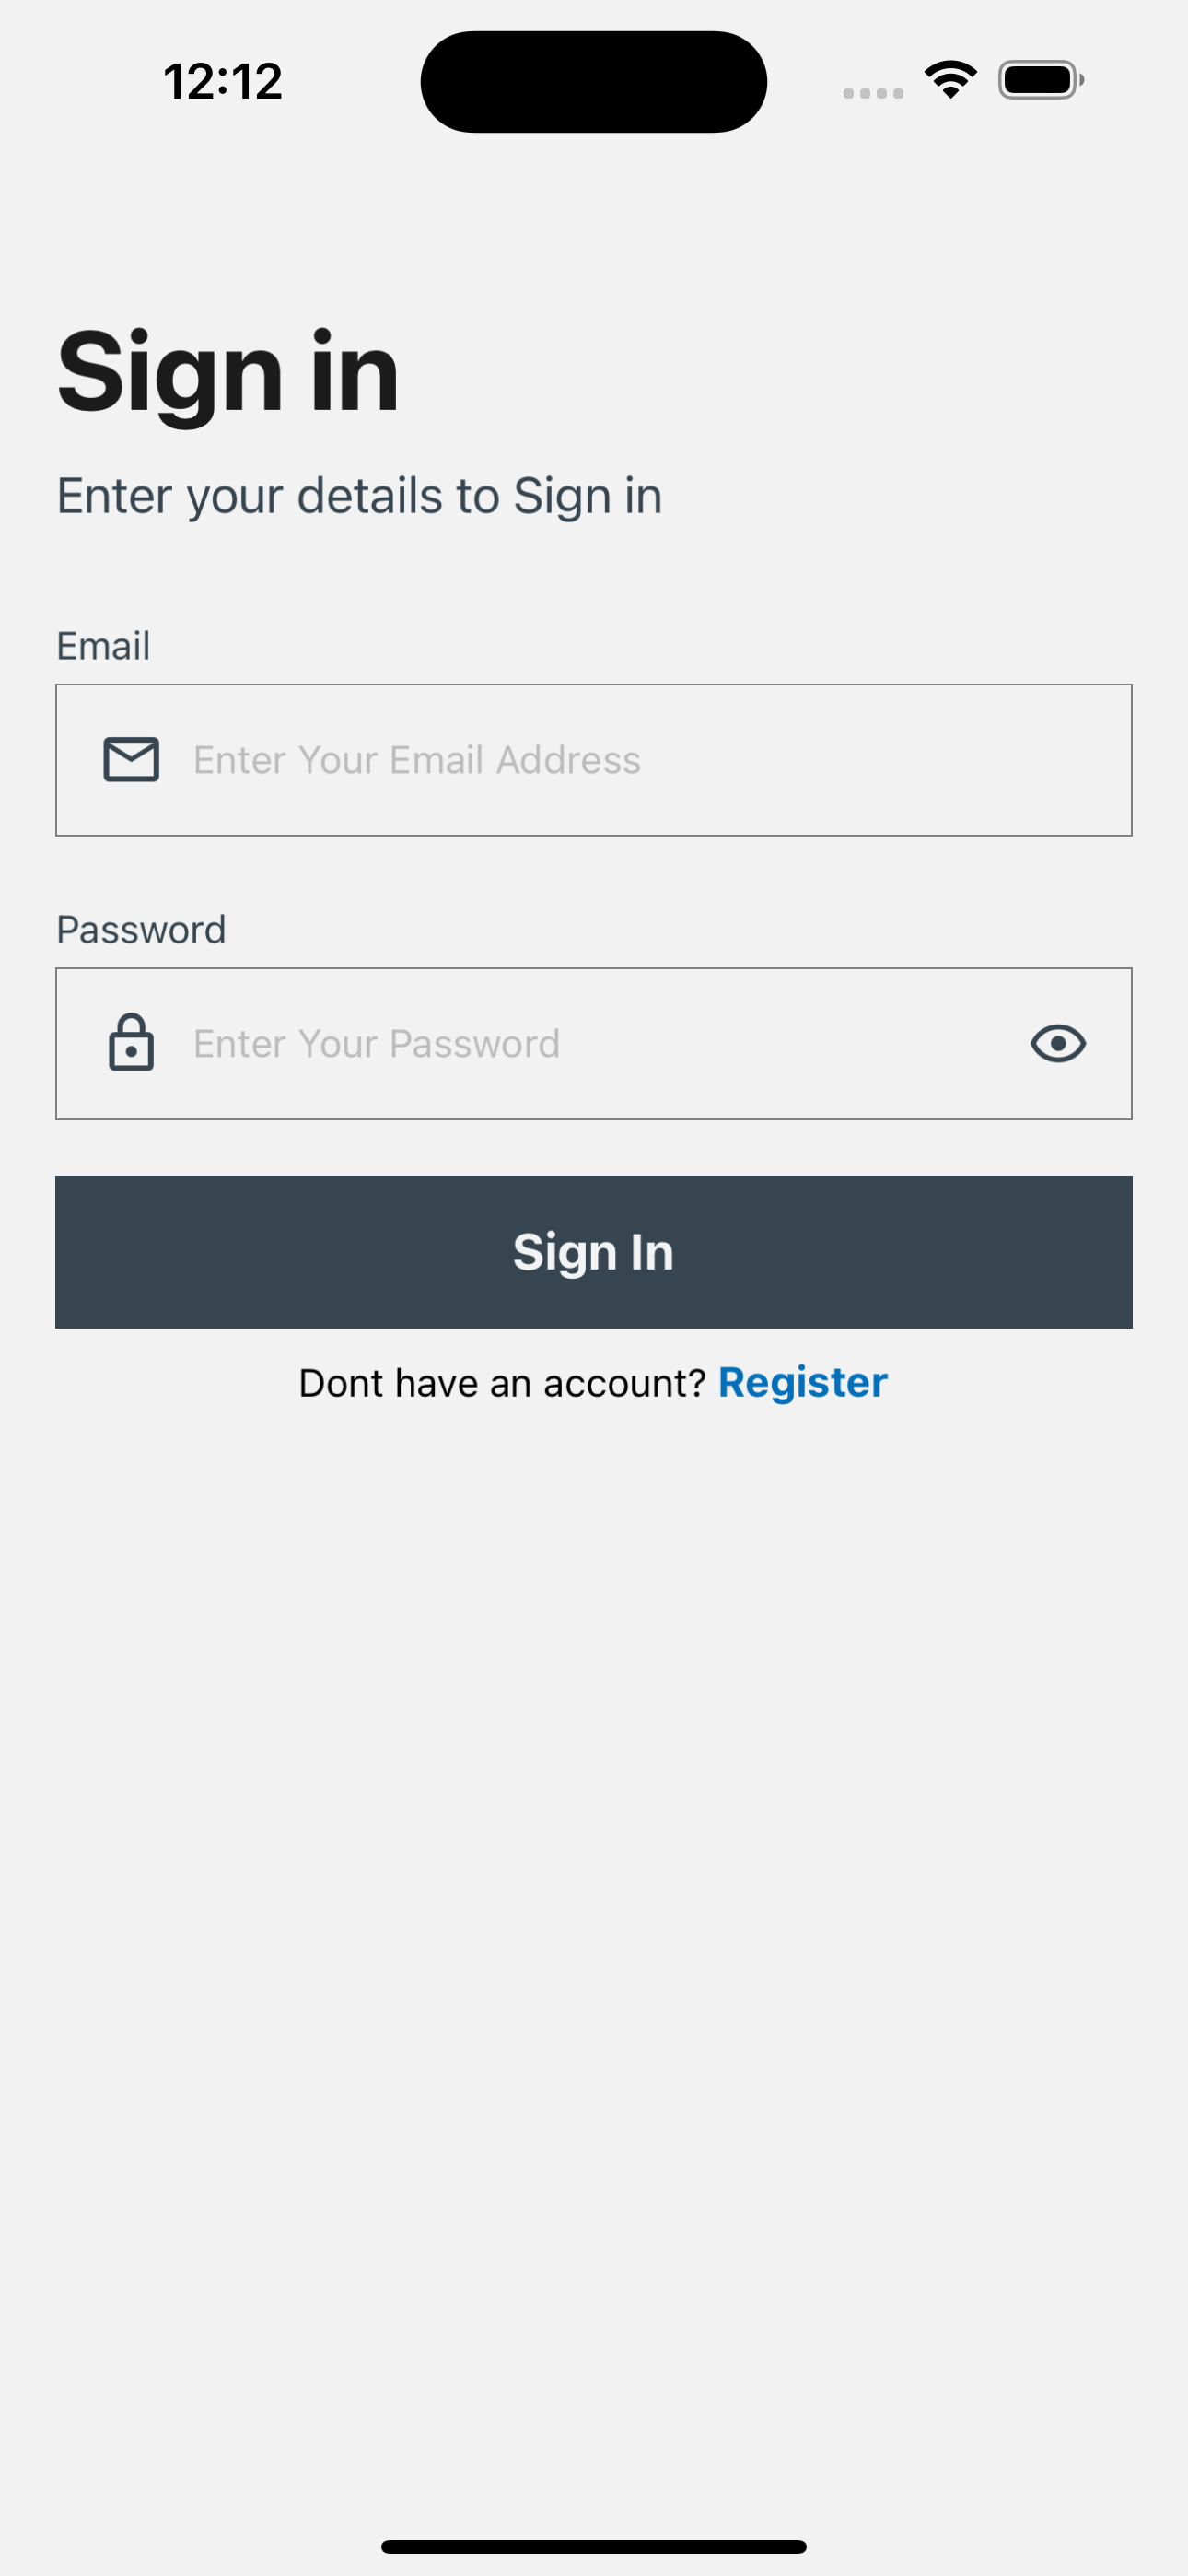 12:12
Sign in
Enter your details to Sign in
Email
Enter Your Email Address
Password
Enter Your Password
Sign In
Dont have an account? Register